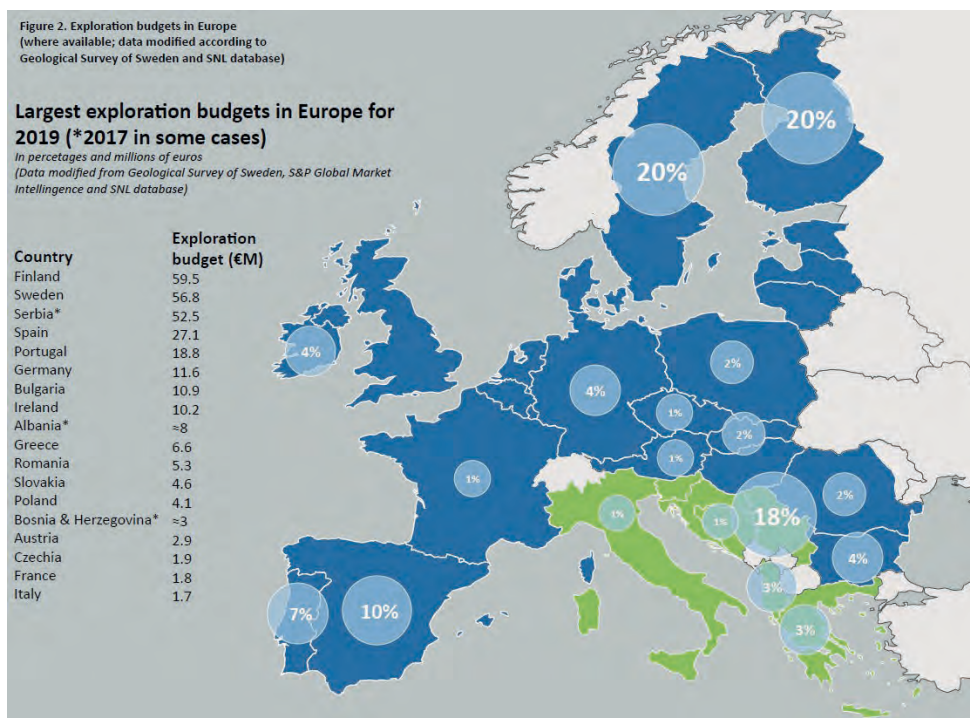 Figure 2. Exploration budgets in Europe
(where available; data modified according to
Geological Survey of Sweden and SNL database)
Largest exploration budgets in Europe for
2019 (*2017 in some cases)
In percetages and millions of euros
(Data modified from Geological Survey of Sweden, S&P Global Market
Intellingence and SNL database)
Country Exploration budget (€M)
Finland 59.5
Sweden 56.8
Serbia* 52.5
Spain 27.1
Portugal 18.8
Germany 11.6
Bulgaria 10.9
Ireland 10.2
Albania* ≈8
Greece 6.6
Romania 5.3
Slovakia 4.6
Poland 4.1
Bosnia & Herzegovina* ≈3
Austria 2.9
Czechia 1.9
France 1.8
Italy 1.7
20%
20%
4%
2%
4%
1%
2%
1%
1%
2%
1%
1%
18%
4%
3%
7%
10%
3%